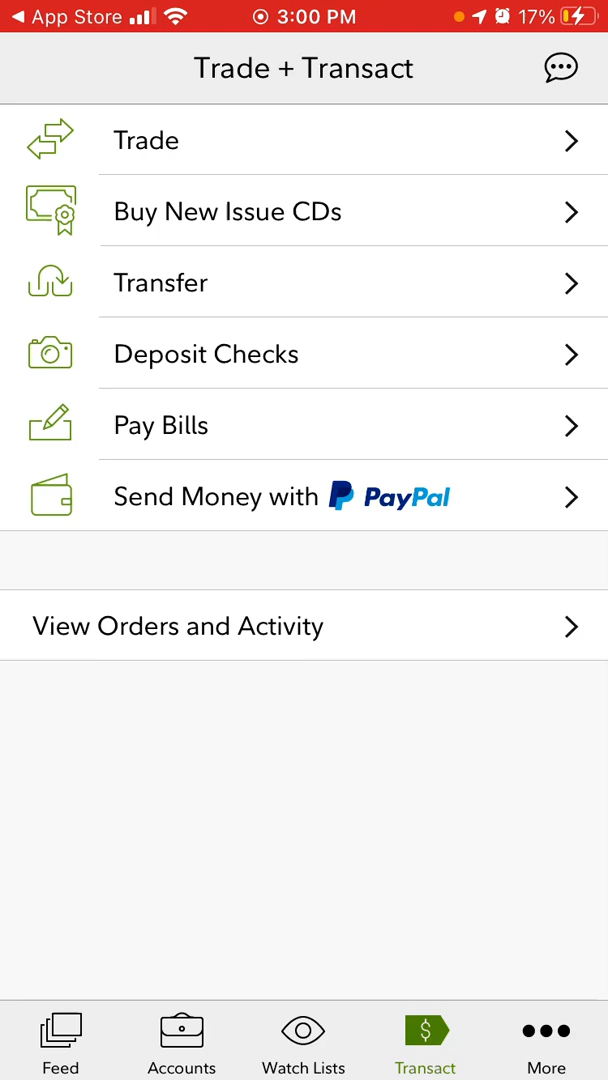 App Store 3:00 PM 17%
Trade + Transact
Trade
Buy New Issue CDs
Transfer
Deposit Checks
Pay Bills
Send Money with PayPal
View Orders and Activity
$
Feed Accounts Watch Lists Transact More